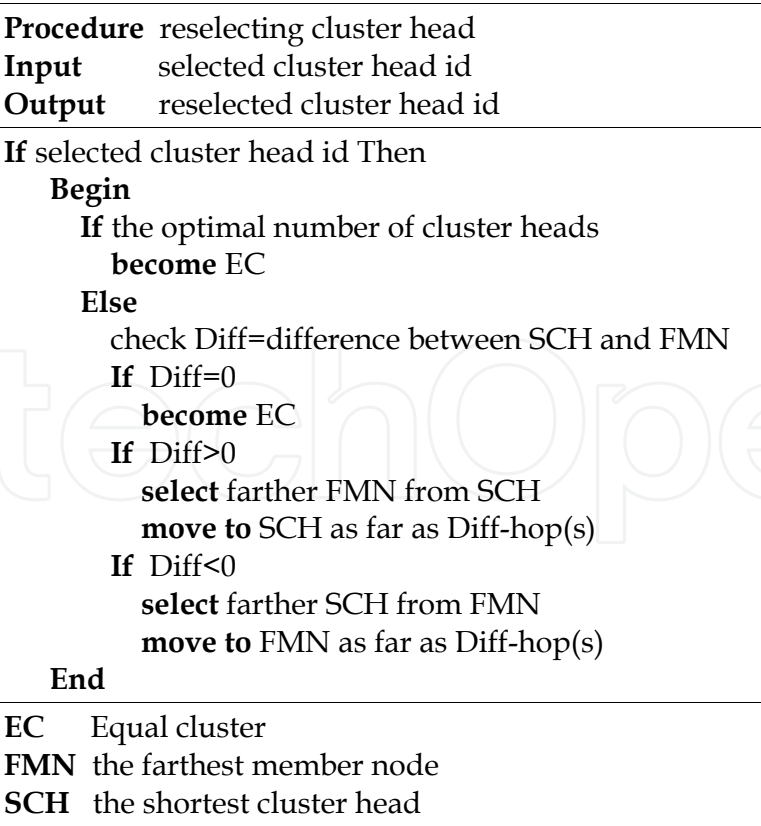 Procedure reselecting cluster head
Input selected cluster head id
Output reselected cluster head id
If selected cluster head id Then
Begin
If the optimal number of cluster heads
become EC
Else
check Diff=difference between SCH and FMN
If Diff=0
become EC
If Diff>0
select farther FMN from SCH
move to SCH as far as Diff-hop(s)
If Diff<0
select farther SCH from FMN
move to FMN as far as Diff-hop(s)
End
EC Equal cluster
FMN the farthest member node
SCH the shortest cluster head
techOpe